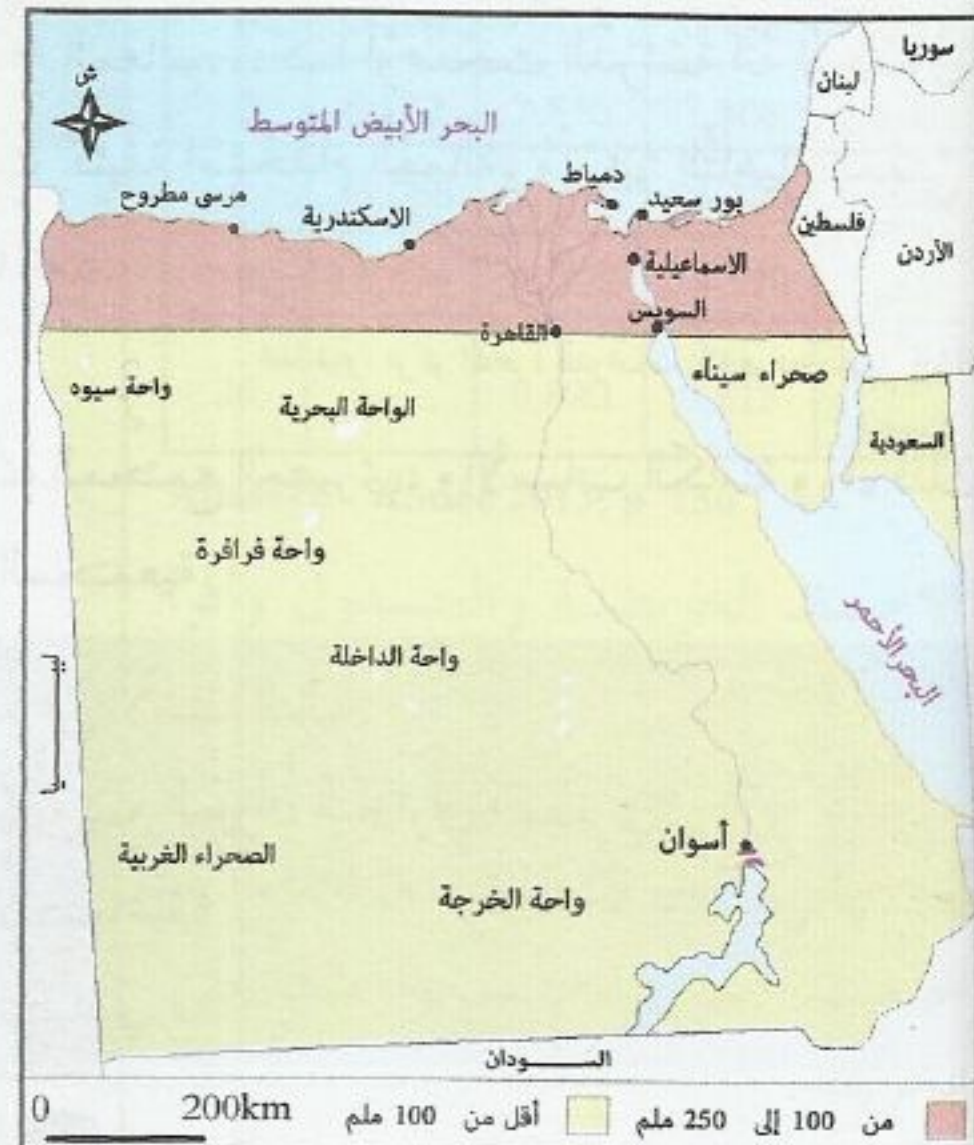 سوريا
لبنان
ش
البحر الأبيض المتوسط
دمياط
بور سعيد
مرسى مطروح
الاسكندرية
فلسطين
الأردن
الاسماعيلية
السويس
القاهرة
صحراء سيناء
واحة سيوه
الواحة البحرية
السعودية
واحة فرافرة
البحر الأحمر
واحة الداخلة
ليبيا
أسوان
الصحراء الغربية
واحة الخرجة
الســـودان
من 100 إلى 250 ملم
أقل من 100 ملم
0 200km